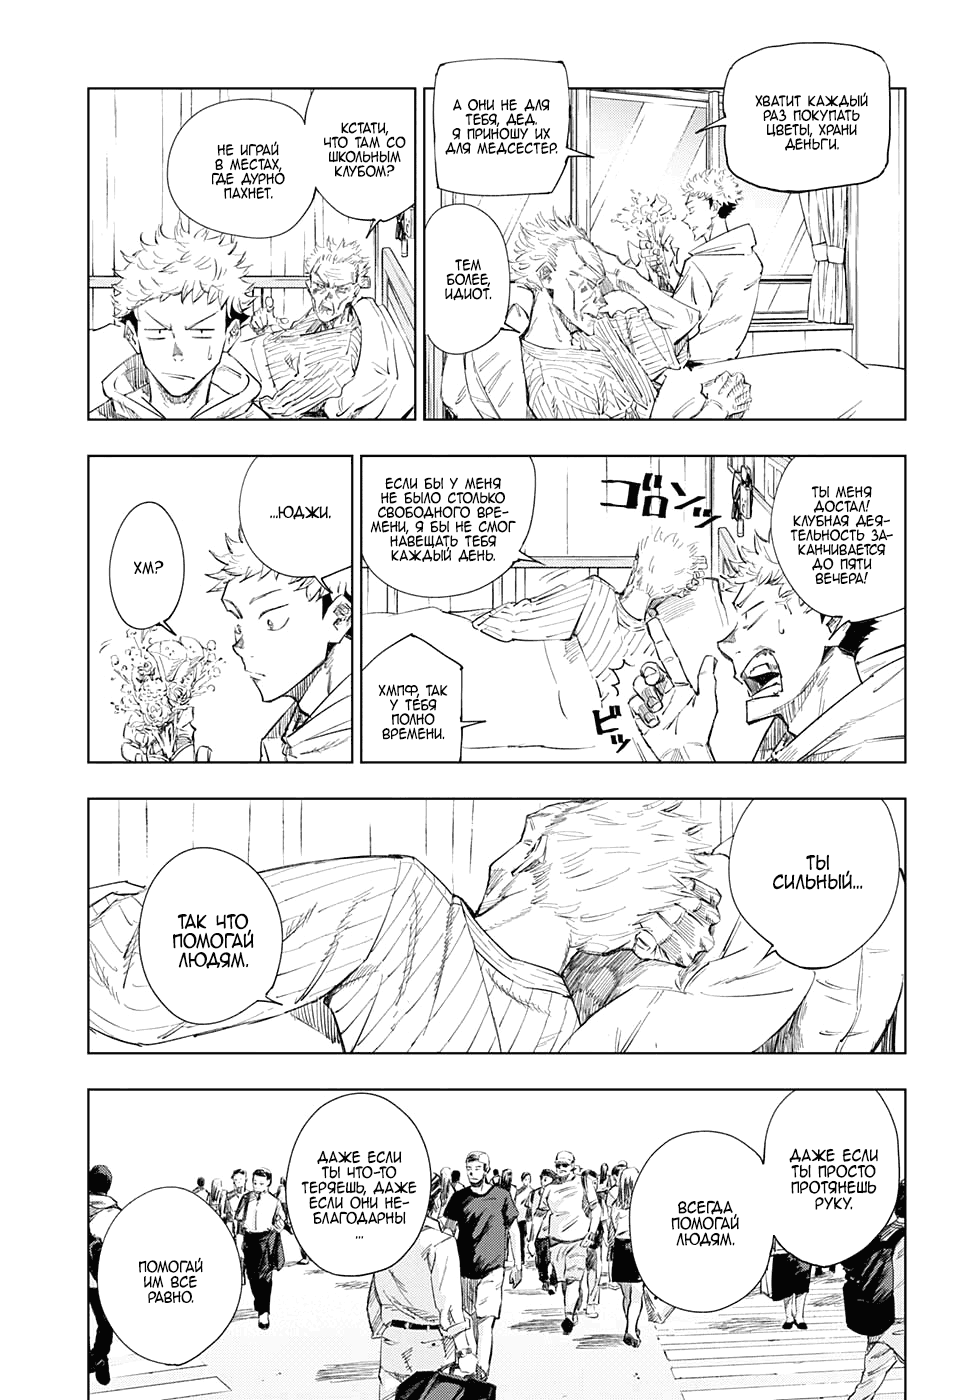 ХВАТИТ КАЖДЫЙ
РАЗ ПОКУПАТЬ
ЦВЕТЫ, ХРАНИ
ДЕНЬГИ.
А ОНИ НЕ ДЛЯ
ТЕБЯ, ДЕД.
Я ПРИНОШУ ИХ
ДЛЯ МЕДСЕСТЕР.
ТЕМ
БОЛЕЕ,
ИДИОТ.
КСТАТИ,
ЧТО ТАМ СО
ШКОЛЬНЫМ
КЛУБОМ?
НЕ ИГРАЙ
В МЕСТАХ,
ГДЕ ДУРНО
ПАХНЕТ.
ТЫ МЕНЯ
ДОСТАЛ!
КЛУБНАЯ ДЕЯ-
ТЕЛЬНОСТЬ ЗА-
КАНЧИВАЕТСЯ
ДО ПЯТИ
ВЕЧЕРА!
ゴロンッ
ビッ
ЕСЛИ БЫ У МЕНЯ
НЕ БЫЛО СТОЛЬКО
СВОБОДНОГО ВРЕ-
МЕНИ, Я БЫ НЕ СМОГ
НАВЕЩАТЬ ТЕБЯ
КАЖДЫЙ ДЕНЬ.
ХМПФ, ТАК
У ТЕБЯ
ПОЛНО
ВРЕМЕНИ.
...ЮДЖИ.
ХМ?
ТЫ
СИЛЬНЫЙ...
ТАК ЧТО
ПОМОГАЙ
ЛЮДЯМ.
ДАЖЕ ЕСЛИ
ТЫ ПРОСТО
ПРОТЯНЕШЬ
РУКУ.
ВСЕГДА
ПОМОГАЙ
ЛЮДЯМ.
ДАЖЕ ЕСЛИ
ТЫ ЧТО-ТО
ТЕРЯЕШЬ, ДАЖЕ
ЕСЛИ ОНИ НЕ-
БЛАГОДАРНЫ
...
ПОМОГАЙ
ИМ ВСЕ
РАВНО.